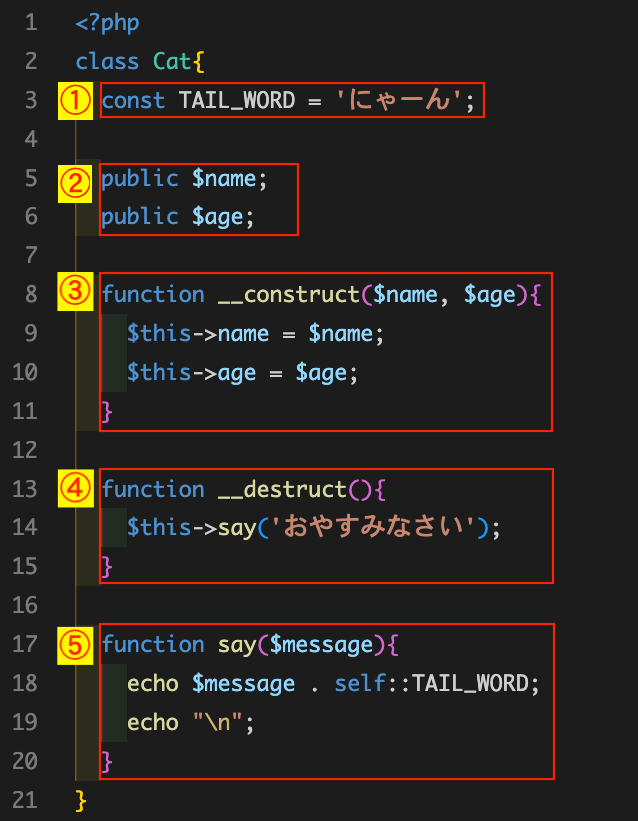 1 <?php
2 class Cat{
3 ① const TAIL_WORD = 'にゃーん';
4
5 ② public $name;
6 public $age;
7
8 ③ function __construct($name, $age){
9 $this->name = $name;
10 $this->age = $age;
11 }
12
13 ④ function __destruct(){
14 $this->say('おやすみなさい');
15 }
16
17 ⑤ function say($message){
18 echo $message . self::TAIL_WORD;
19 echo "\n";
20 }
21 }